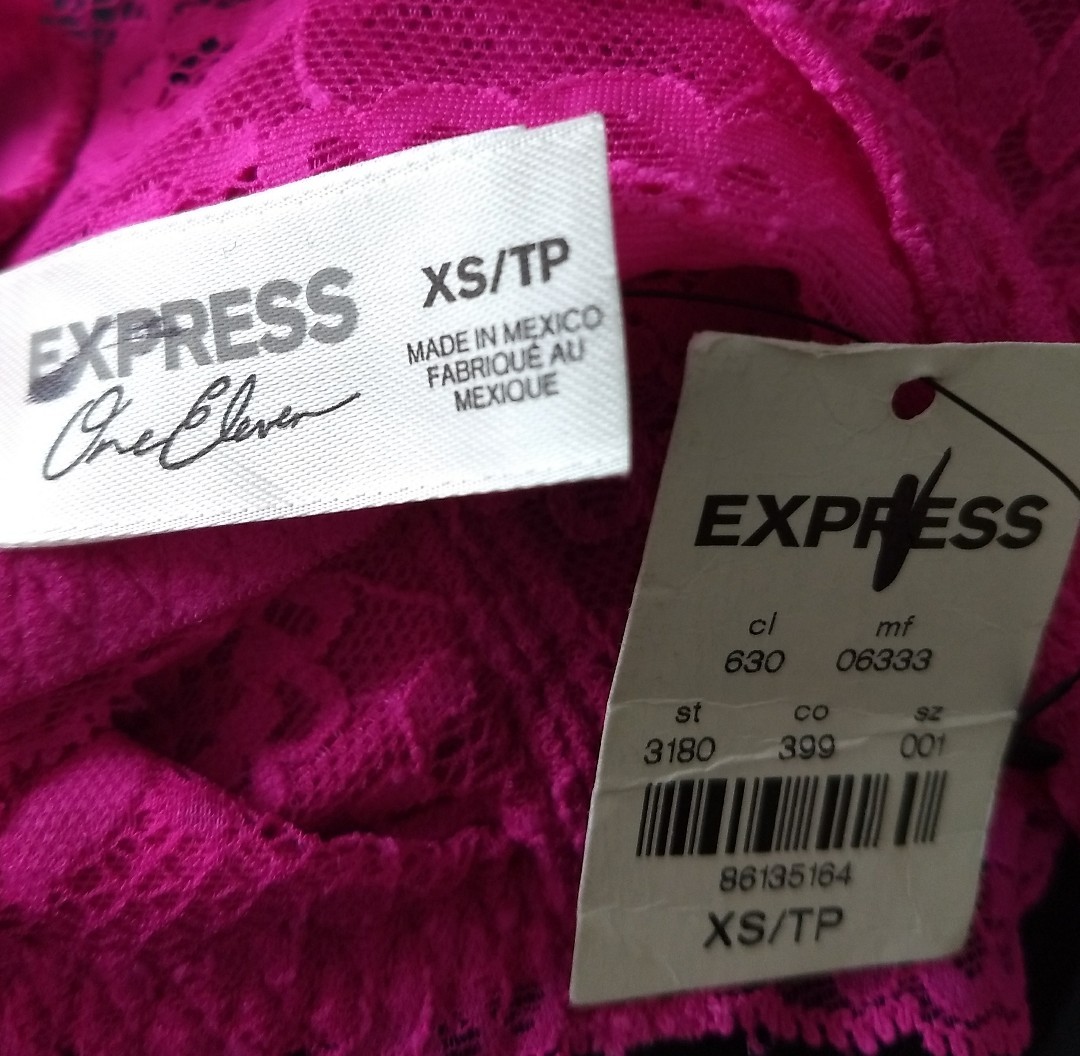 EXPRESS
One Eleven
XS/TP
MADE IN MEXICO
FABRIQUÉ AU
MEXIQUE
EXPRESS
cl mf
630 06333
st co sz
3180 399 001
86135164
XS/TP